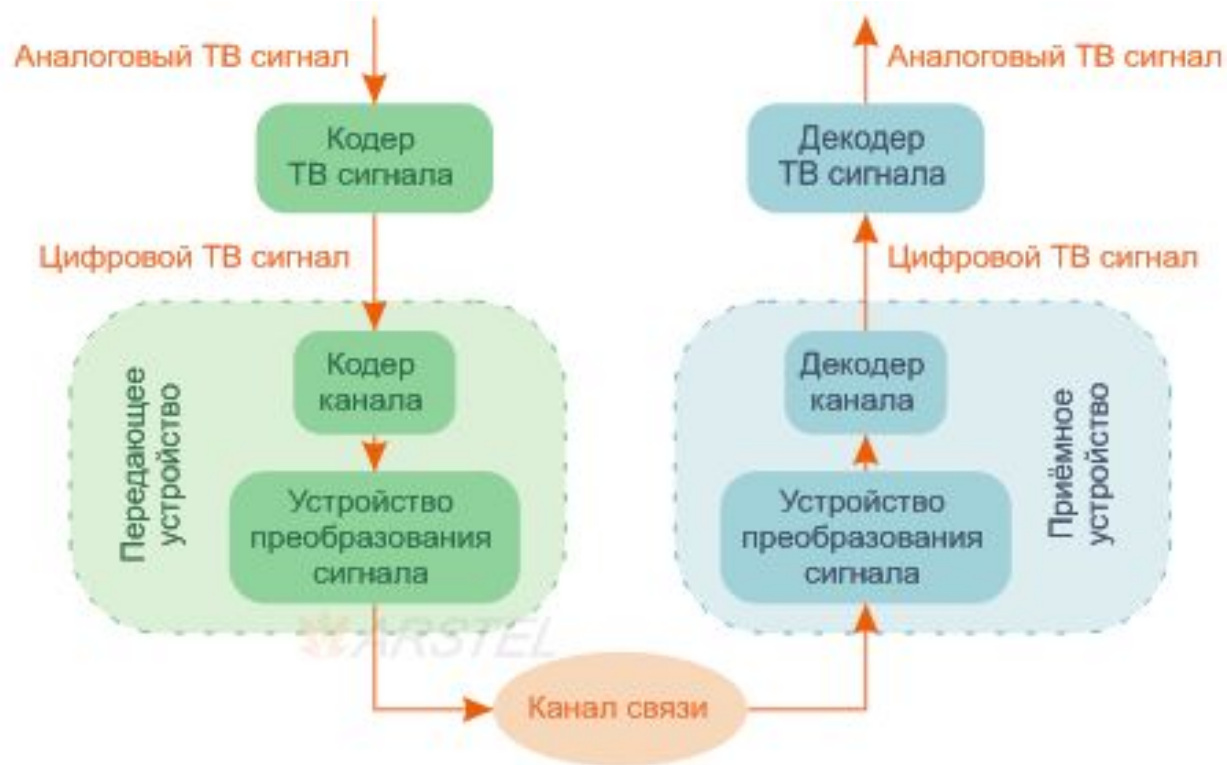 Аналоговый ТВ сигнал
Кодер
ТВ сигнала
Цифровой ТВ сигнал
Передающее
устройство
Кодер
канала
Устройство
преобразования
сигнала
ARSTEL
Канал связи
Аналоговый ТВ сигнал
Декодер
ТВ сигнала
Цифровой ТВ сигнал
Декодер
канала
Приёмное
устройство
Устройство
преобразования
сигнала